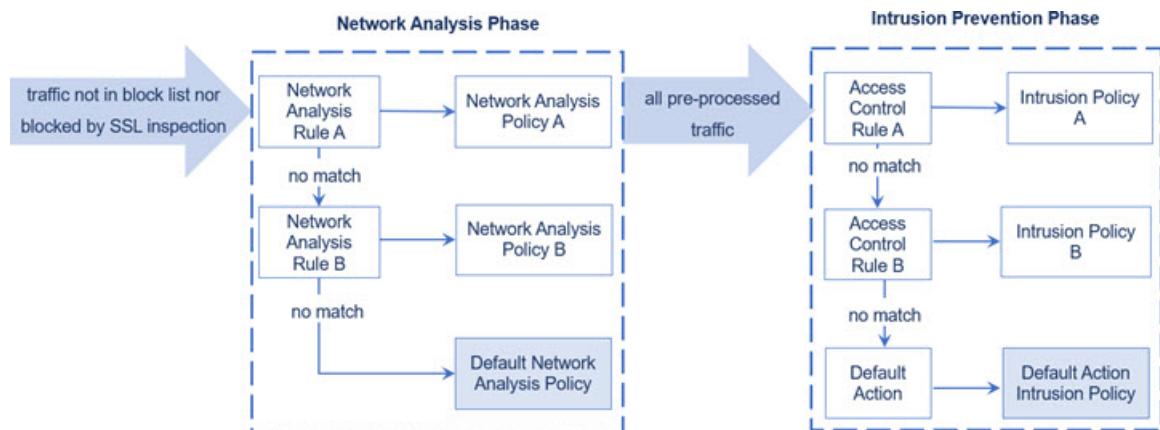 Network Analysis Phase
Intrusion Prevention Phase
traffic not in block list nor
blocked by SSL inspection
Network
Analysis
Rule A
Network Analysis
Policy A
no match
Network
Analysis
Rule B
Network Analysis
Policy B
no match
Default Network
Analysis Policy
all pre-processed
traffic
Access
Control
Rule A
Intrusion Policy
A
no match
Access
Control
Rule B
Intrusion Policy
B
no match
Default
Action
Default Action
Intrusion Policy